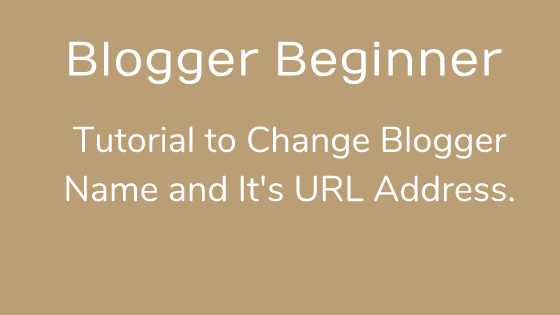 Blogger Beginner
Tutorial to Change Blogger
Name and It's URL Address.